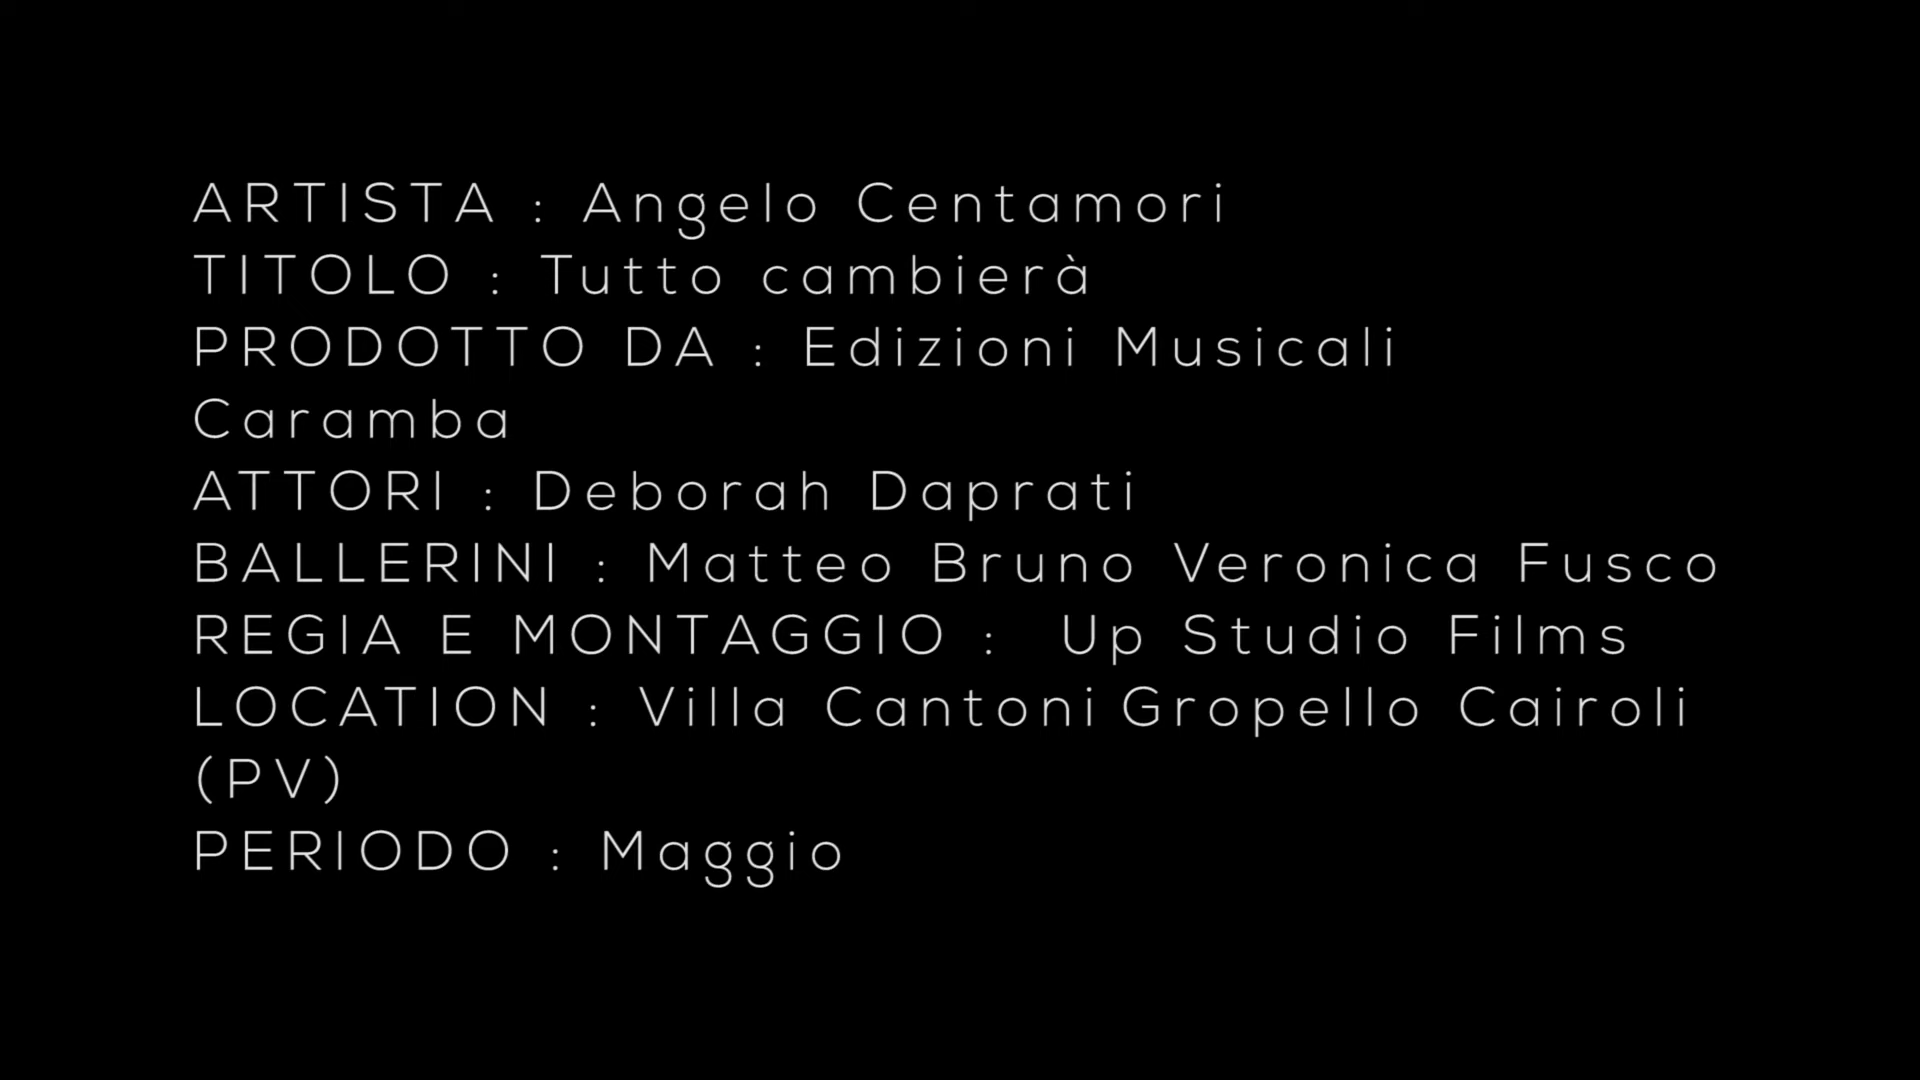 ARTISTA : Angelo Centamori
TITOLO : Tutto cambierà
PRODOTTO DA : Edizioni Musicali
Caramba
ATTORI : Deborah Daprati
BALLERINI : Matteo Bruno Veronica Fusco
REGIA E MONTAGGIO : Up Studio Films
LOCATION : Villa Cantoni Gropello Cairoli
(PV)
PERIODO : Maggio